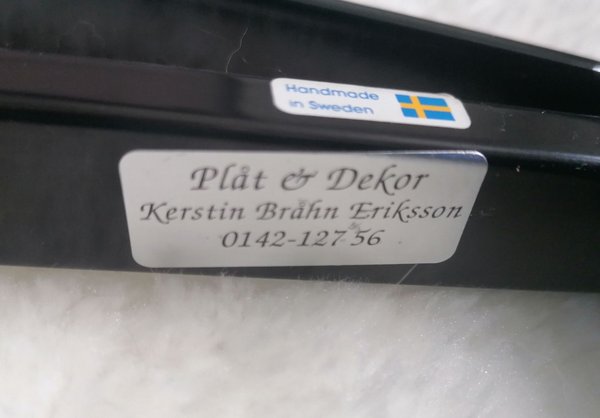 Handmade
in Sweden
Plåt & Dekor
Kerstin Bråhn Eriksson
0142-127 56